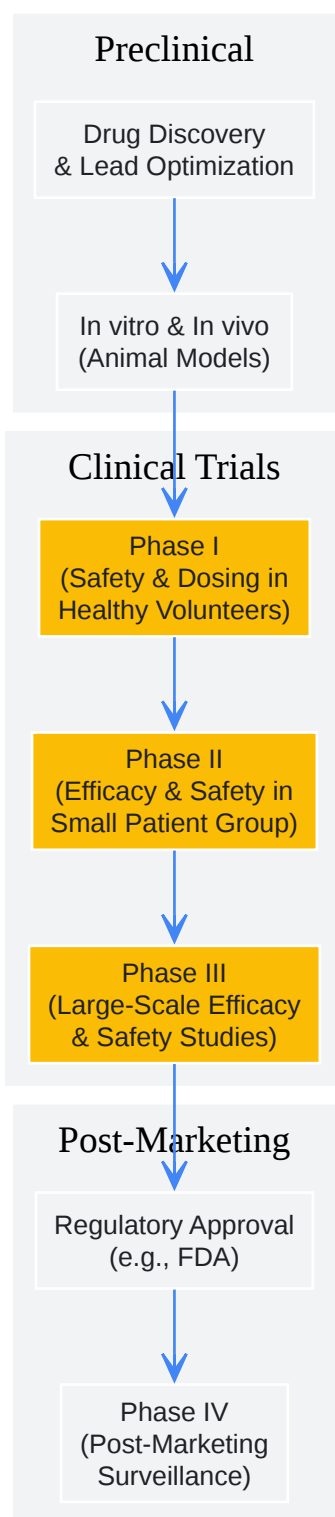 Preclinical
Drug Discovery
& Lead Optimization
In vitro & In vivo
(Animal Models)
Clinical Trials
Phase I
(Safety & Dosing in
Healthy Volunteers)
Phase II
(Efficacy & Safety in
Small Patient Group)
Phase III
(Large-Scale Efficacy
& Safety Studies)
Post-Marketing
Regulatory Approval
(e.g., FDA)
Phase IV
(Post-Marketing
Surveillance)